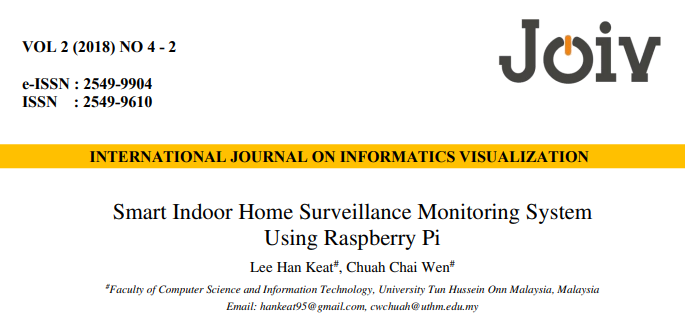 VOL 2 (2018) NO 4 - 2
JOIV
e-ISSN : 2549-9904
ISSN : 2549-9610
INTERNATIONAL JOURNAL ON INFORMATICS VISUALIZATION
Smart Indoor Home Surveillance Monitoring System
Using Raspberry Pi
Lee Han Keat#, Chuah Chai Wen#
#Faculty of Computer Science and Information Technology, University Tun Hussein Onn Malaysia, Malaysia
Email: hankeat95@gmail.com, cwchuah@uthm.edu.my